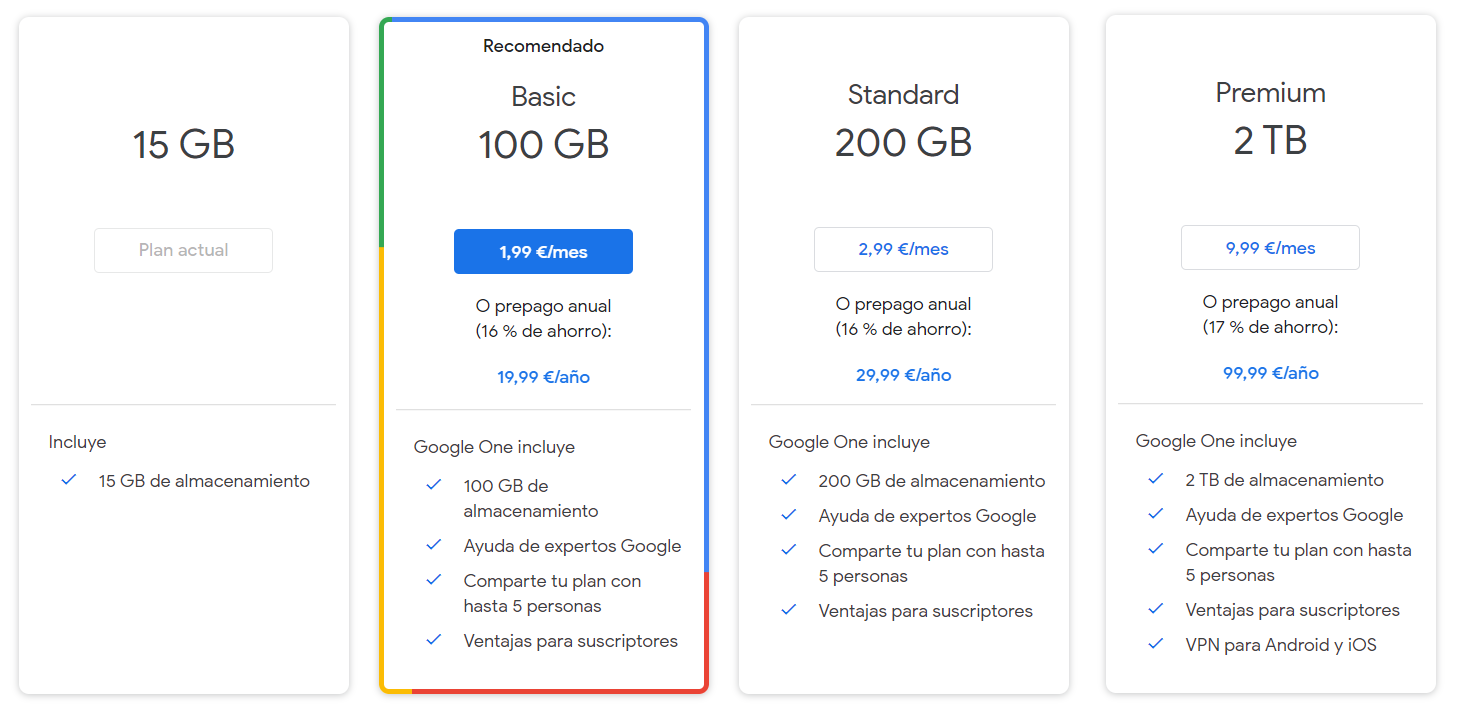 15 GB
Plan actual
Incluye
15 GB de almacenamiento
Recomendado
Basic
100 GB
1,99 €/mes
O prepago anual
(16 % de ahorro):
19,99 €/año
Google One incluye
100 GB de
almacenamiento
Ayuda de expertos Google
Comparte tu plan con
hasta 5 personas
Ventajas para suscriptores
Standard
200 GB
2,99 €/mes
O prepago anual
(16 % de ahorro):
29,99 €/año
Google One incluye
200 GB de almacenamiento
Ayuda de expertos Google
Comparte tu plan con hasta
5 personas
Ventajas para suscriptores
Premium
2 TB
9,99 €/mes
O prepago anual
(17 % de ahorro):
99,99 €/año
Google One incluye
2 TB de almacenamiento
Ayuda de expertos Google
Comparte tu plan con hasta
5 personas
Ventajas para suscriptores
VPN para Android y iOS